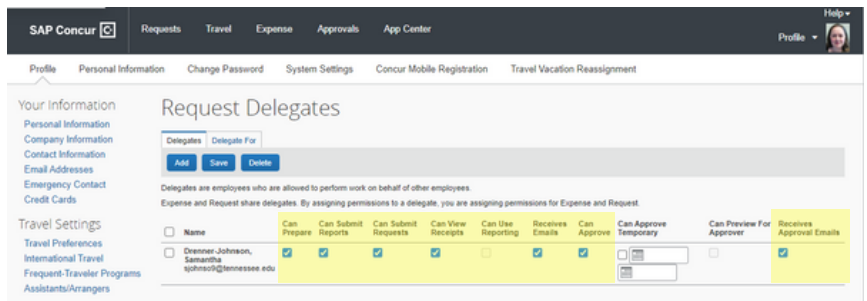 Help
SAP Concur C
Requests Travel Expense Approvals App Center
Profile
Profile Personal Information Change Password System Settings Concur Mobile Registration Travel Vacation Reassignment
Your Information
Personal Information
Company Information
Contact Information
Email Addresses
Emergency Contact
Credit Cards
Travel Settings
Travel Preferences
International Travel
Frequent-Traveler Programs
Assistants/Arrangers
Request Delegates
Delegates Delegate For
Add Save Delete
Delegates are employees who are allowed to perform work on behalf of other employees.
Expense and Request share delegates. By assigning permissions to a delegate, you are assigning permissions for Expense and Request.
Name
Can Prepare
Can Submit Reports
Can Submit Requests
Can View Receipts
Can Use Reporting
Receives Emails
Can Approve
Can Approve Temporary
Can Preview For Approver
Receives Approval Emails
Drenner-Johnson,
Samantha
sjohnso9@tennessee.edu